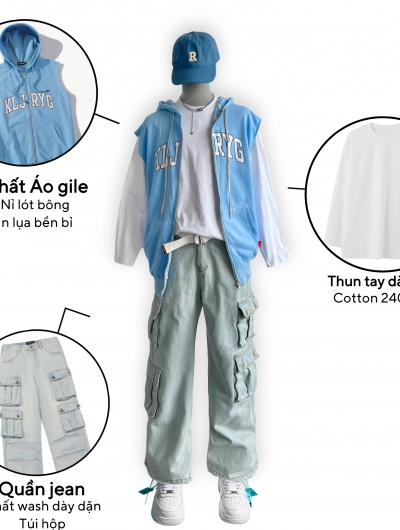 KLJ RYG
R
KLJ RYG
hất Áo gile
Nỉ lót bông
n lụa bền bỉ
Thun tay dà
Cotton 240
Quần jean
hất wash dày dặn
Túi hộp